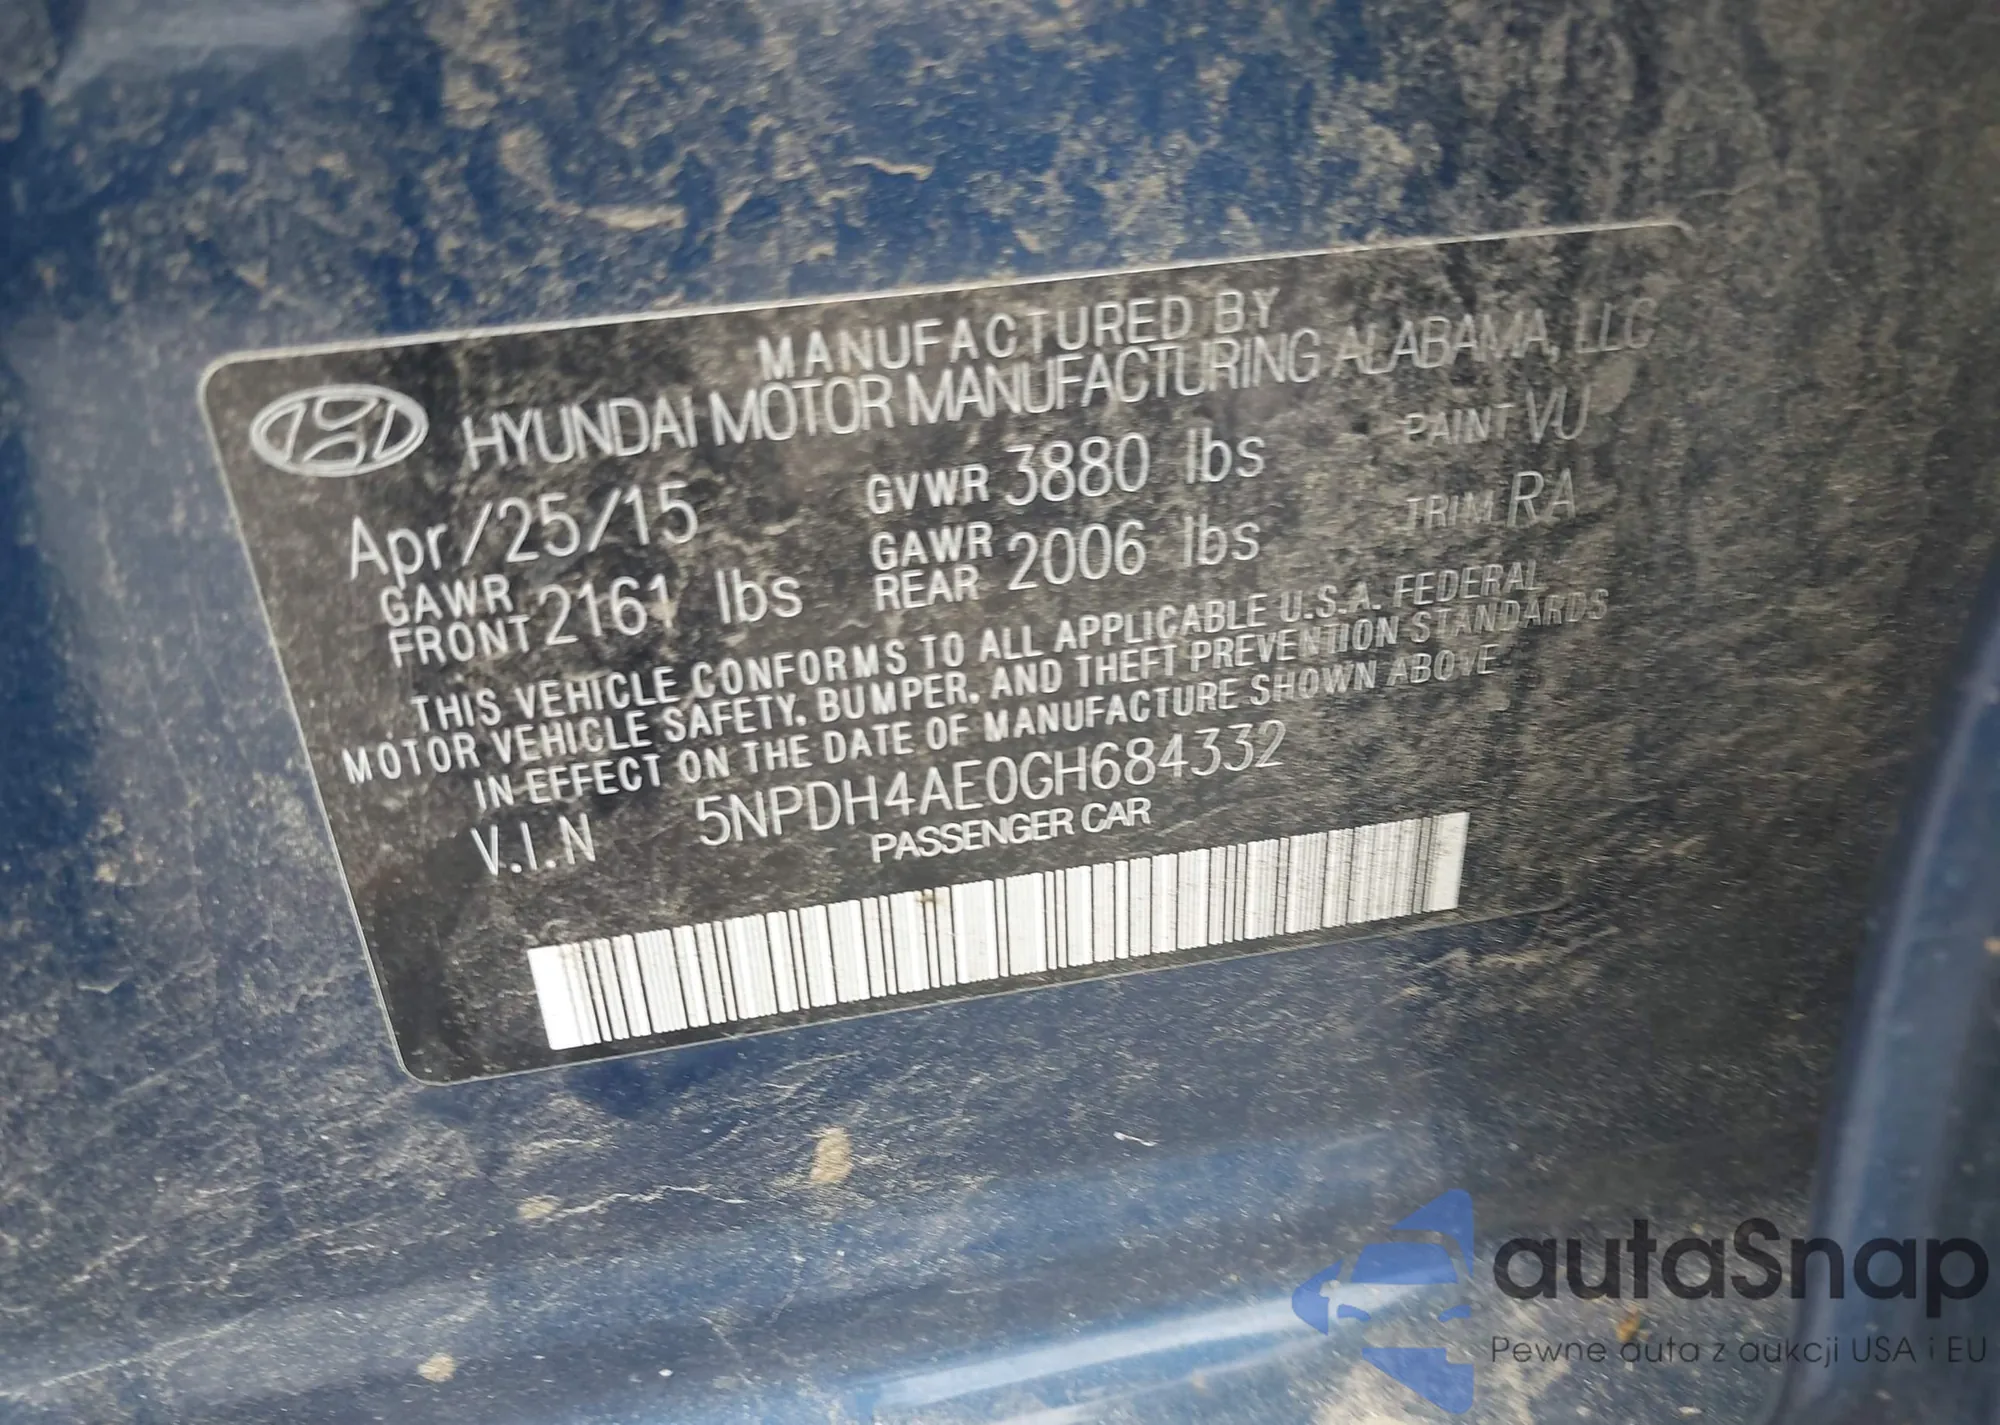 MANUFACTURED BY
HYUNDAI MOTOR MANUFACTURING ALABAMA, LLC
Apr/25/15 GVWR 3880 lbs PAINT VU
GAWR FRONT 2161 lbs GAWR REAR 2006 lbs TRIM RA
THIS VEHICLE CONFORMS TO ALL APPLICABLE U.S.A. FEDERAL
MOTOR VEHICLE SAFETY, BUMPER, AND THEFT PREVENTION STANDARDS
IN EFFECT ON THE DATE OF MANUFACTURE SHOWN ABOVE
V.I.N 5NPDH4AE0GH684332
PASSENGER CAR
autaSnap
Pewne auta z aukcji USA i EU